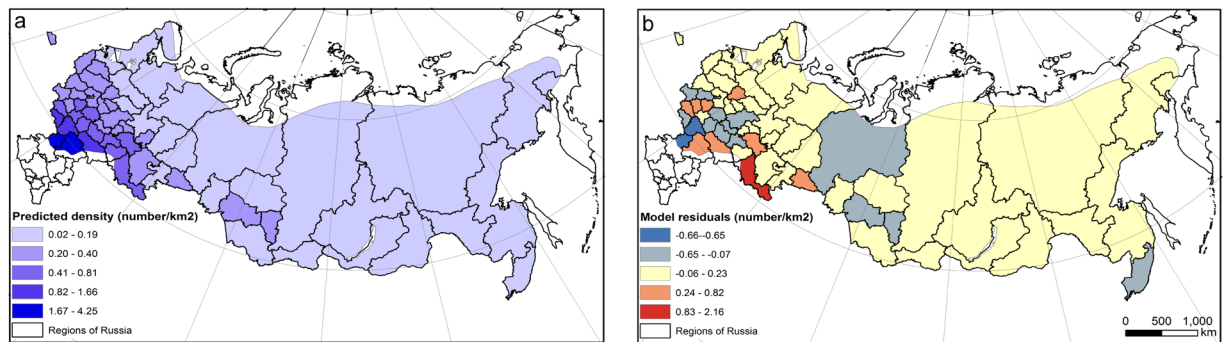 a
Predicted density (number/km2)
0.02 - 0.19
0.20 - 0.40
0.41 - 0.81
0.82 - 1.66
1.67 - 4.25
Regions of Russia
b
Model residuals (number/km2)
-0.66--0.65
-0.65 - -0.07
-0.06 - 0.23
0.24 - 0.82
0.83 - 2.16
Regions of Russia
0 500 1,000
km